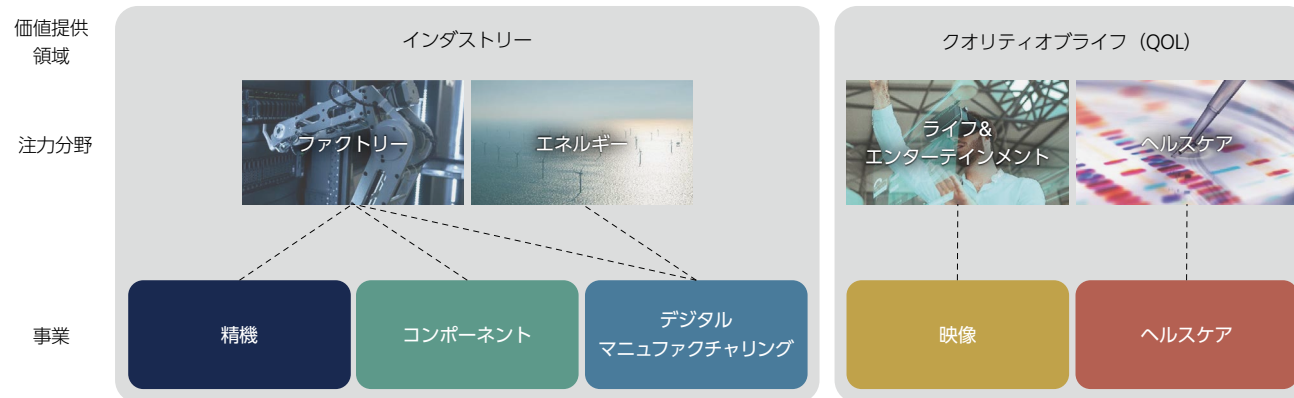 価値提供
領域
インダストリー
クオリティオブライフ（QOL）
注力分野
ファクトリー
エネルギー
ライフ&
エンターテインメント
ヘルスケア
事業
精機
コンポーネント
デジタル
マニュファクチャリング
映像
ヘルスケア